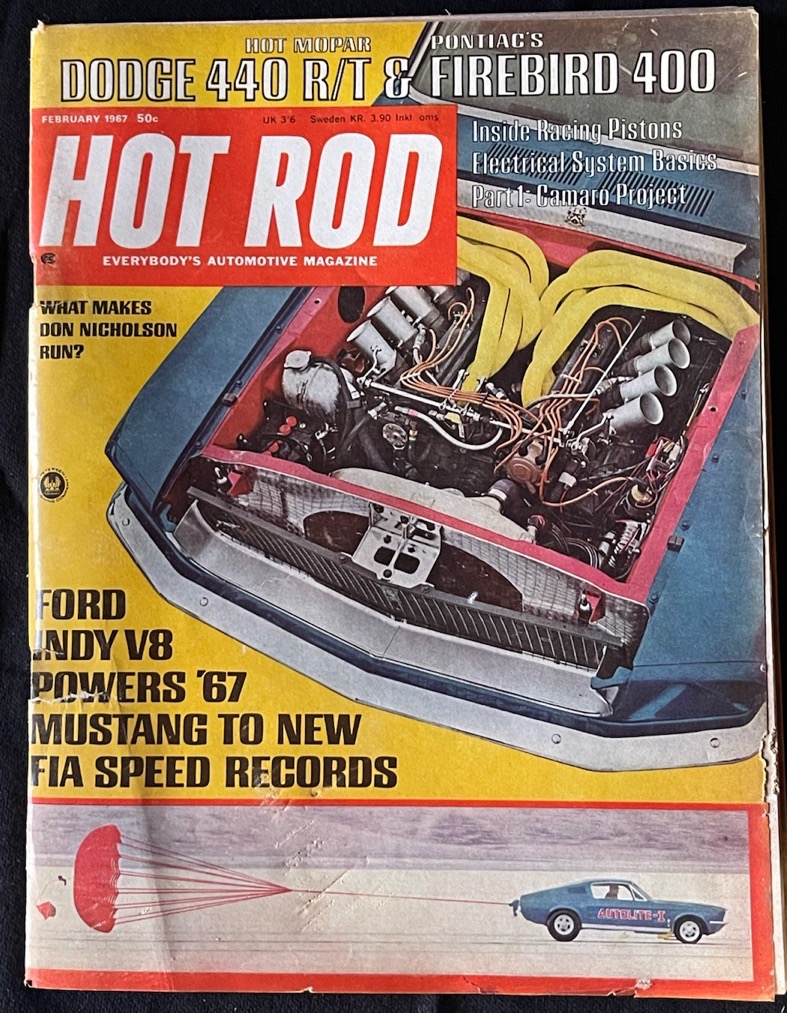 HOT MOPAR
DODGE 440 R/T &
PONTIAC'S
FIREBIRD 400
FEBRUARY 1967 50c
UK 3'6 Sweden KR. 3.90 Inkl oms
HOT ROD
EVERYBODY'S AUTOMOTIVE MAGAZINE
Inside Racing Pistons
Electrical System Basics
Part 1: Camaro Project
WHAT MAKES
DON NICHOLSON
RUN?
FORD
INDY V8
POWERS '67
MUSTANG TO NEW
FIA SPEED RECORDS
AUTOLITE-I